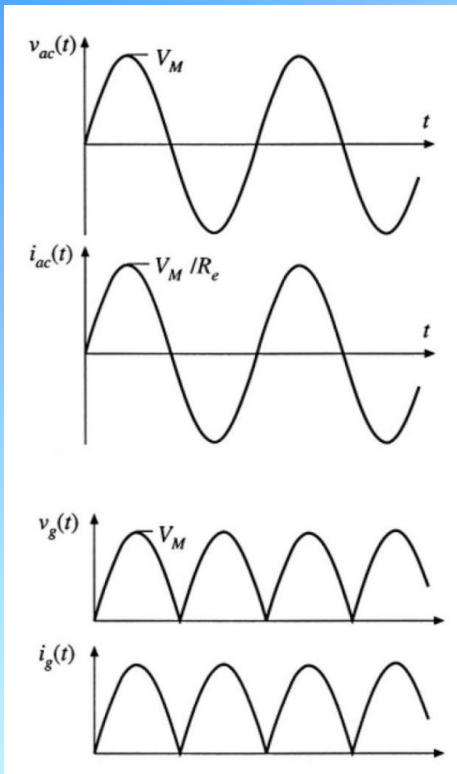 v_ac(t)
V_M
t
i_ac(t)
V_M /R_e
t
v_g(t)
V_M
i_g(t)